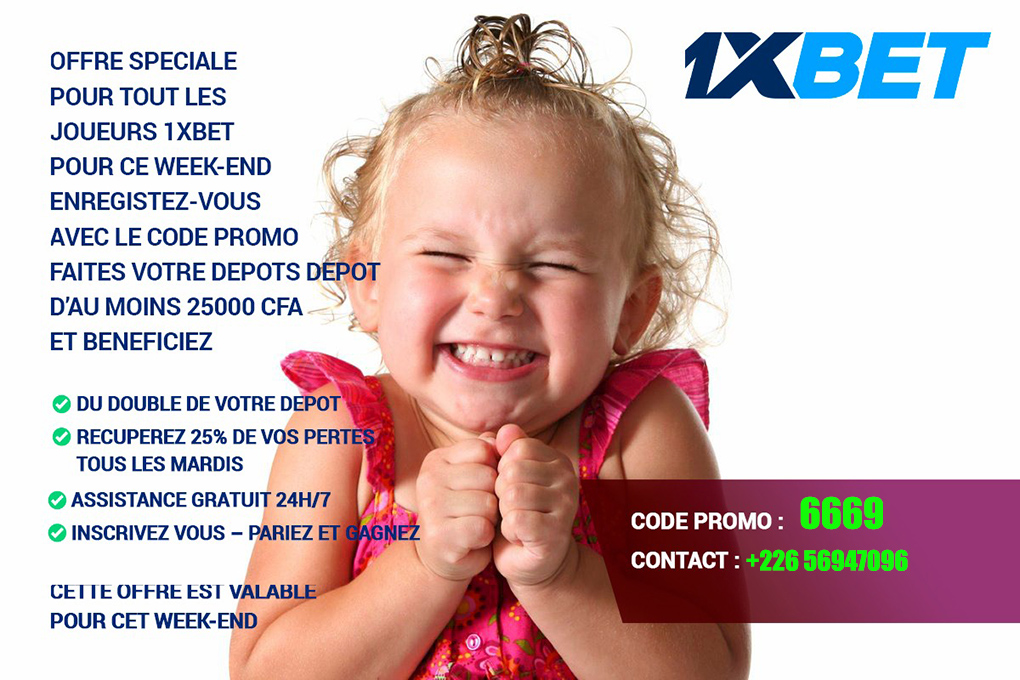 OFFRE SPECIALE
POUR TOUT LES
JOUEURS 1XBET
POUR CE WEEK-END
ENREGISTEZ-VOUS
AVEC LE CODE PROMO
FAITES VOTRE DEPOTS DEPOT
D'AU MOINS 25000 CFA
ET BENEFICIEZ
DU DOUBLE DE VOTRE DEPOT
RECUPEREZ 25% DE VOS PERTES
TOUS LES MARDIS
ASSISTANCE GRATUIT 24H/7
INSCRIVEZ VOUS – PARIEZ ET GAGNEZ
CETTE OFFRE EST VALABLE
POUR CET WEEK-END
1XBET
CODE PROMO : 6669
CONTACT : +226 56947096